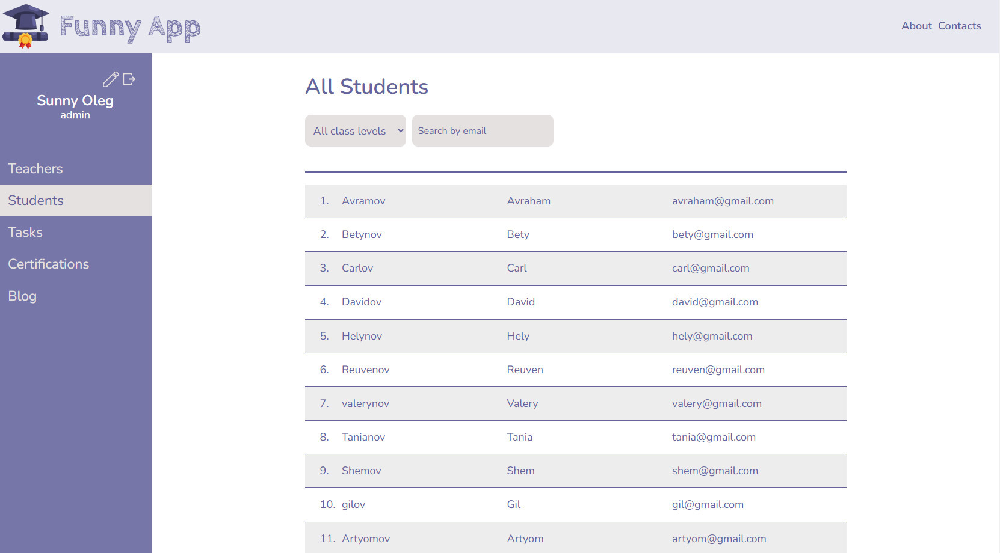 Funny App
About Contacts
Sunny Oleg
admin
Teachers
Students
Tasks
Certifications
Blog
All Students
All class levels Search by email
1. Avramov Avraham avraham@gmail.com
2. Betynov Bety bety@gmail.com
3. Carlov Carl carl@gmail.com
4. Davidov David david@gmail.com
5. Helynov Hely hely@gmail.com
6. Reuvenov Reuven reuven@gmail.com
7. valerynov Valery valery@gmail.com
8. Tanianov Tania tania@gmail.com
9. Shemov Shem shem@gmail.com
10. gilov Gil gil@gmail.com
11. Artyomov Artyom artyom@gmail.com